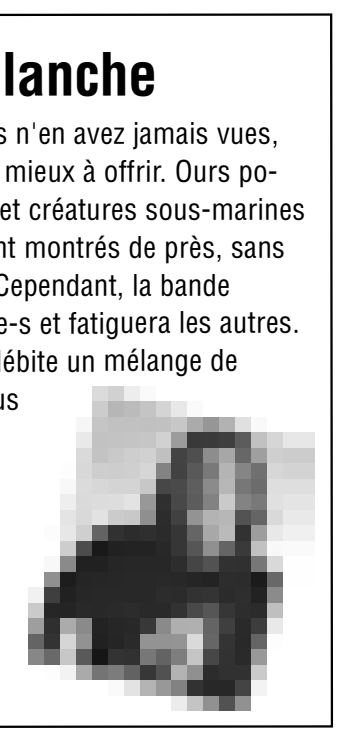 lanche
s n'en avez jamais vues,
mieux à offrir. Ours po-
et créatures sous-marines
nt montrés de près, sans
Cependant, la bande
e-s et fatiguera les autres.
lébite un mélange de
us